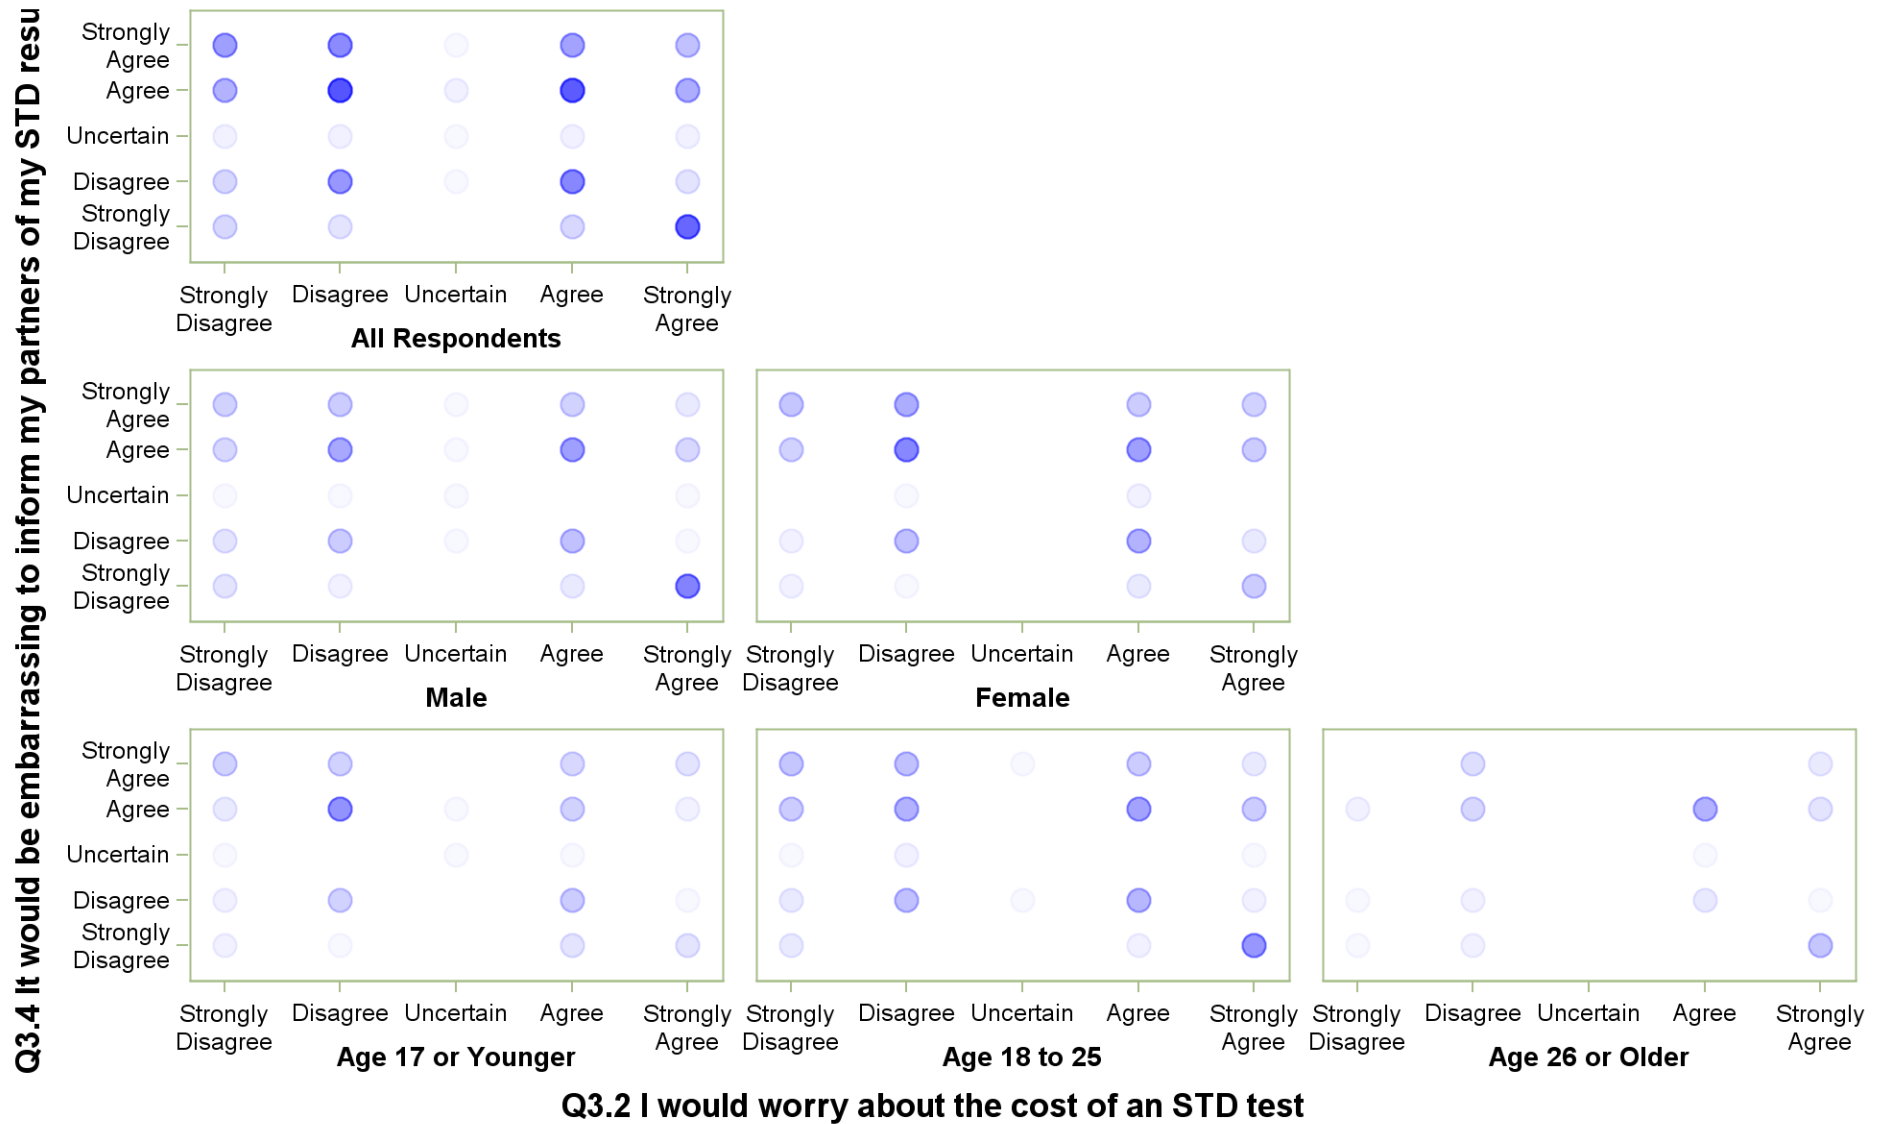 Q3.4 It would be embarrassing to inform my partners of my STD
Strongly
Agree
Agree
Uncertain
Disagree
Strongly
Disagree
Strongly Disagree Uncertain Agree Strongly
Disagree Agree
All Respondents
Strongly
Agree
Agree
Uncertain
Disagree
Strongly
Disagree
Strongly Disagree Uncertain Agree Strongly Strongly Disagree Uncertain Agree Strongly
Disagree Agree Disagree Agree
Male Female
Strongly
Agree
Agree
Uncertain
Disagree
Strongly
Disagree
Strongly Disagree Uncertain Agree Strongly Strongly Disagree Uncertain Agree Strongly Strongly Disagree Uncertain Agree Strongly
Disagree Agree Disagree Agree Disagree Agree
Age 17 or Younger Age 18 to 25 Age 26 or Older
Q3.2 I would worry about the cost of an STD test